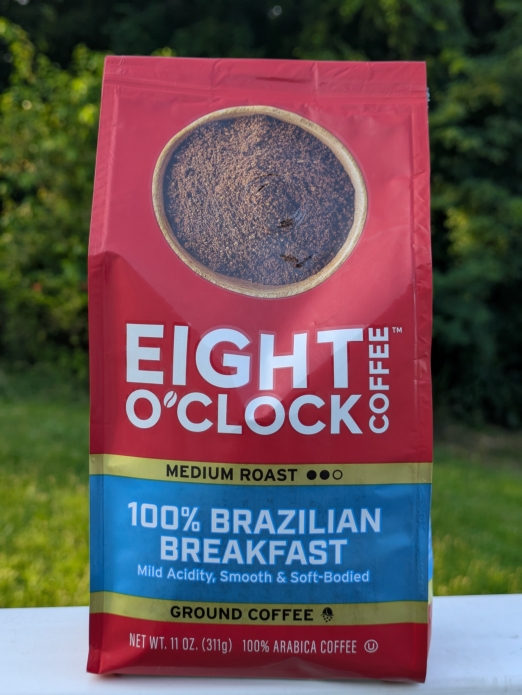 EIGHT
O'CLOCK
COFFEE™
MEDIUM ROAST
100% BRAZILIAN
BREAKFAST
Mild Acidity, Smooth & Soft-Bodied
GROUND COFFEE
NET WT. 11 OZ. (311g) 100% ARABICA COFFEE Ⓤ